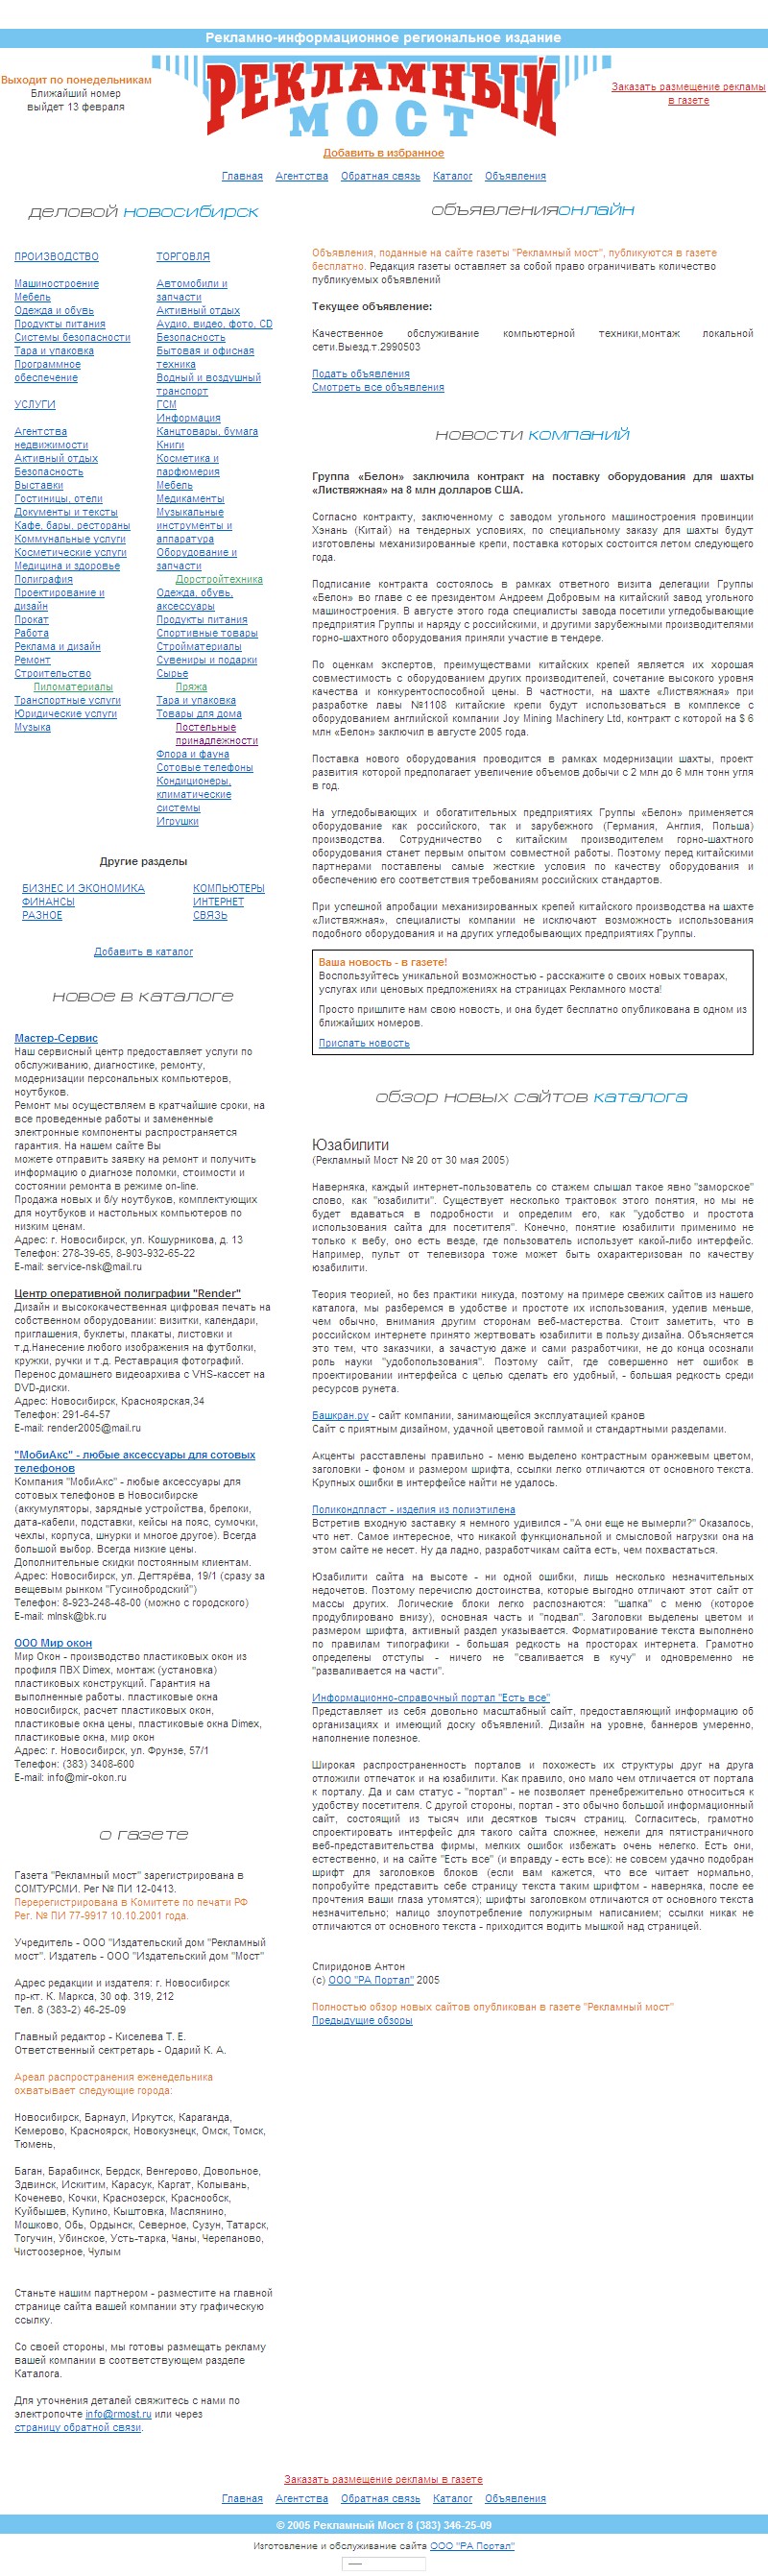 Рекламно-информационное региональное издание
Выходит по понедельникам
Ближайший номер
выйдет 13 февраля
РЕКЛАМНЫЙ
МОСТ
Заказать размещение рекламы
в газете
Добавить в избранное
Главная Агентства Обратная связь Каталог Объявления
деловой новосибирск
ПРОИЗВОДСТВО
Машиностроение
Мебель
Одежда и обувь
Продукты питания
Системы безопасности
Тара и упаковка
Программное
обеспечение
УСЛУГИ
Агентства
недвижимости
Активный отдых
Безопасность
Выставки
Гостиницы, отели
Документы и тексты
Кафе, бары, рестораны
Коммунальные услуги
Косметические услуги
Медицина и здоровье
Полиграфия
Проектирование и
дизайн
Прокат
Работа
Реклама и дизайн
Ремонт
Строительство
Пиломатериалы
Транспортные услуги
Юридические услуги
Музыка
ТОРГОВЛЯ
Автомобили и
запчасти
Активный отдых
Аудио, видео, фото, CD
Безопасность
Бытовая и офисная
техника
Водный и воздушный
транспорт
ГСМ
Информация
Канцтовары, бумага
Книги
Косметика и
парфюмерия
Мебель
Медикаменты
Музыкальные
инструменты и
аппаратура
Оборудование и
запчасти
Дорстройтехника
Одежда, обувь,
аксессуары
Продукты питания
Спортивные товары
Стройматериалы
Сувениры и подарки
Сырье
Пряжа
Тара и упаковка
Товары для дома
Постельные
принадлежности
Флора и фауна
Сотовые телефоны
Кондиционеры,
климатические
системы
Игрушки
Другие разделы
БИЗНЕС И ЭКОНОМИКА
ФИНАНСЫ
РАЗНОЕ
КОМПЬЮТЕРЫ
ИНТЕРНЕТ
СВЯЗЬ
Добавить в каталог
новое в каталоге
Мастер-Сервис
Наш сервисный центр предоставляет услуги по
обслуживанию, диагностике, ремонту,
модернизации персональных компьютеров,
ноутбуков.
Ремонт мы осуществляем в кратчайшие сроки, на
все проведенные работы и замененные
электронные компоненты распространяется
гарантия. На нашем сайте Вы
можете отправить заявку на ремонт и получить
информацию о диагнозе поломки, стоимости и
состоянии ремонта в режиме on-line.
Продажа новых и б/у ноутбуков, комплектующих
для ноутбуков и настольных компьютеров по
низким ценам.
Адрес: г. Новосибирск, ул. Кошурникова, д. 13
Телефон: 278-39-65, 8-903-932-65-22
E-mail: service-nsk@mail.ru
Центр оперативной полиграфии "Render"
Дизайн и высококачественная цифровая печать на
собственном оборудовании: визитки, календари,
приглашения, буклеты, плакаты, листовки и
т.д.Нанесение любого изображения на футболки,
кружки, ручки и т.д. Реставрация фотографий.
Перенос домашнего видеоархива с VHS-кассет на
DVD-диски.
Адрес: Новосибирск, Красноярская,34
Телефон: 291-64-57
E-mail: render2005@mail.ru
"МобиАкс" - любые аксессуары для сотовых
телефонов
Компания "МобиАкс" - любые аксессуары для
сотовых телефонов в Новосибирске
(аккумуляторы, зарядные устройства, брелоки,
дата-кабели, подставки, кейсы на пояс, сумочки,
чехлы, корпуса, шнурки и многое другое). Всегда
большой выбор. Всегда низкие цены.
Дополнительные скидки постоянным клиентам.
Адрес: Новосибирск, ул. Дегтярёва, 19/1 (сразу за
вещевым рынком "Гусинобродский")
Телефон: 8-923-248-48-00 (можно с городского)
E-mail: mlnsk@bk.ru
ООО Мир окон
Мир Окон - производство пластиковых окон из
профиля ПВХ Dimex, монтаж (установка)
пластиковых конструкций. Гарантия на
выполненные работы. пластиковые окна
новосибирск, расчет пластиковых окон,
пластиковые окна цены, пластиковые окна Dimex,
пластиковые окна, мир окон
Адрес: г. Новосибирск, ул. Фрунзе, 57/1
Телефон: (383) 3408-600
E-mail: info@mir-okon.ru
о газете
Газета "Рекламный мост" зарегистрирована в
СОМТУРСМИ. Рег № ПИ 12-0413.
Перерегистрирована в Комитете по печати РФ
Рег. № ПИ 77-9917 10.10.2001 года.
Учредитель - ООО "Издательский дом "Рекламный
мост". Издатель - ООО "Издательский дом "Мост"
Адрес редакции и издателя: г. Новосибирск
пр-кт. К. Маркса, 30 оф. 319, 212
Тел. 8 (383-2) 46-25-09
Главный редактор - Киселева Т. Е.
Ответственный сектретарь - Одарий К. А.
Ареал распространения еженедельника
охватывает следующие города:
Новосибирск, Барнаул, Иркутск, Караганда,
Кемерово, Красноярск, Новокузнецк, Омск, Томск,
Тюмень,
Баган, Барабинск, Бердск, Венгерово, Довольное,
Здвинск, Искитим, Карасук, Каргат, Колывань,
Коченево, Кочки, Краснозерск, Краснообск,
Куйбышев, Купино, Кыштовка, Маслянино,
Мошково, Обь, Ордынск, Северное, Сузун, Татарск,
Тогучин, Убинское, Усть-тарка, Чаны, Черепаново,
Чистоозерное, Чулым
Станьте нашим партнером - разместите на главной
странице сайта вашей компании эту графическую
ссылку.
Со своей стороны, мы готовы размещать рекламу
вашей компании в соответствующем разделе
Каталога.
Для уточнения деталей свяжитесь с нами по
электропочте info@rmost.ru или через
страницу обратной связи.
объявленияонлайн
Объявления, поданные на сайте газеты "Рекламный мост", публикуются в газете
бесплатно. Редакция газеты оставляет за собой право ограничивать количество
публикуемых объявлений
Текущее объявление:
Качественное обслуживание компьютерной техники,монтаж локальной
сети.Выезд.т.2990503
Подать объявления
Смотреть все объявления
новости компаний
Группа «Белон» заключила контракт на поставку оборудования для шахты
«Листвяжная» на 8 млн долларов США.
Согласно контракту, заключенному с заводом угольного машиностроения провинции
Хэнань (Китай) на тендерных условиях, по специальному заказу для шахты будут
изготовлены механизированные крепи, поставка которых состоится летом следующего
года.
Подписание контракта состоялось в рамках ответного визита делегации Группы
«Белон» во главе с ее президентом Андреем Добровым на китайский завод угольного
машиностроения. В августе этого года специалисты завода посетили угледобывающие
предприятия Группы и наряду с российскими, и другими зарубежными производителями
горно-шахтного оборудования приняли участие в тендере.
По оценкам экспертов, преимуществами китайских крепей является их хорошая
совместимость с оборудованием других производителей, сочетание высокого уровня
качества и конкурентоспособной цены. В частности, на шахте «Листвяжная» при
разработке лавы №1108 китайские крепи будут использоваться в комплексе с
оборудованием английской компании Joy Mining Machinery Ltd, контракт с которой на $ 6
млн «Белон» заключил в августе 2005 года.
Поставка нового оборудования проводится в рамках модернизации шахты, проект
развития которой предполагает увеличение объемов добычи с 2 млн до 6 млн тонн угля
в год.
На угледобывающих и обогатительных предприятиях Группы «Белон» применяется
оборудование как российского, так и зарубежного (Германия, Англия, Польша)
производства. Сотрудничество с китайским производителем горно-шахтного
оборудования станет первым опытом совместной работы. Поэтому перед китайскими
партнерами поставлены самые жесткие условия по качеству оборудования и
обеспечению его соответствия требованиям российских стандартов.
При успешной апробации механизированных крепей китайского производства на шахте
«Листвяжная», специалисты компании не исключают возможность использования
подобного оборудования и на других угледобывающих предприятиях Группы.
Ваша новость - в газете!
Воспользуйтесь уникальной возможностью - расскажите о своих новых товарах,
услугах или ценовых предложениях на страницах Рекламного моста!
Просто пришлите нам свою новость, и она будет бесплатно опубликована в одном из
ближайших номеров.
Прислать новость
обзор новых сайтов каталога
Юзабилити
(Рекламный Мост № 20 от 30 мая 2005)
Наверняка, каждый интернет-пользователь со стажем слышал такое явно "заморское"
слово, как "юзабилити". Существует несколько трактовок этого понятия, но мы не
будет вдаваться в подробности и определим его, как "удобство и простота
использования сайта для посетителя". Конечно, понятие юзабилити применимо не
только к вебу, оно есть везде, где пользователь использует какой-либо интерфейс.
Например, пульт от телевизора тоже может быть охарактеризован по качеству
юзабилити.
Теория теорией, но без практики никуда, поэтому на примере свежих сайтов из нашего
каталога, мы разберемся в удобстве и простоте их использования, уделив меньше,
чем обычно, внимания другим сторонам веб-мастерства. Стоит заметить, что в
российском интернете принято жертвовать юзабилити в пользу дизайна. Объясняется
это тем, что заказчики, а зачастую даже и сами разработчики, не до конца осознали
роль науки "удобопользования". Поэтому сайт, где совершенно нет ошибок в
проектировании интерфейса с целью сделать его удобный, - большая редкость среди
ресурсов рунета.
Башкран.ру - сайт компании, занимающейся эксплуатацией кранов
Сайт с приятным дизайном, удачной цветовой гаммой и стандартными разделами.
Акценты расставлены правильно - меню выделено контрастным оранжевым цветом,
заголовки - фоном и размером шрифта, ссылки легко отличаются от основного текста.
Крупных ошибки в интерфейсе найти не удалось.
Поликондпласт - изделия из полиэтилена
Встретив входную заставку я немного удивился - "А они еще не вымерли?" Оказалось,
что нет. Самое интересное, что никакой функциональной и смысловой нагрузки она на
этом сайте не несет. Ну да ладно, разработчикам сайта есть, чем похвастаться.
Юзабилити сайта на высоте - ни одной ошибки, лишь несколько незначительных
недочетов. Поэтому перечислю достоинства, которые выгодно отличают этот сайт от
массы других. Логические блоки легко распознаются: "шапка" с меню (которое
продублировано внизу), основная часть и "подвал". Заголовки выделены цветом и
размером шрифта, активный раздел указывается. Форматирование текста выполнено
по правилам типографики - большая редкость на просторах интернета. Грамотно
определены отступы - ничего не "сваливается в кучу" и одновременно не
"разваливается на части".
Информационно-справочный портал "Есть все"
Представляет из себя довольно масштабный сайт, предоставляющий информацию об
организациях и имеющий доску объявлений. Дизайн на уровне, баннеров умеренно,
наполнение полезное.
Широкая распространенность порталов и похожесть их структуры друг на друга
отложили отпечаток и на юзабилити. Как правило, оно мало чем отличается от портала
к порталу. Да и сам статус - "портал" - не позволяет пренебрежительно относиться к
удобству посетителя. С другой стороны, портал - это обычно большой информационный
сайт, состоящий из тысяч или десятков тысяч страниц. Согласитесь, грамотно
спроектировать интерфейс для такого сайта сложнее, нежели для пятистраничного
веб-представительства фирмы, мелких ошибок избежать очень нелегко. Есть они,
естественно, и на сайте "Есть все" (и вправду - есть все): не совсем удачно подобран
шрифт для заголовков блоков (если вам кажется, что все читает нормально,
попробуйте представить себе страницу текста таким шрифтом - наверняка, после ее
прочтения ваши глаза утомятся); шрифты заголовком отличаются от основного текста
незначительно; налицо злоупотребление полужирным написанием; ссылки никак не
отличаются от основного текста - приходится водить мышкой над страницей.
Спиридонов Антон
(c) ООО "РА Портал" 2005
Полностью обзор новых сайтов опубликован в газете "Рекламный мост"
Предыдущие обзоры
Заказать размещение рекламы в газете
Главная Агентства Обратная связь Каталог Объявления
© 2005 Рекламный Мост 8 (383) 346-25-09
Изготовление и обслуживание сайта ООО "РА Портал"